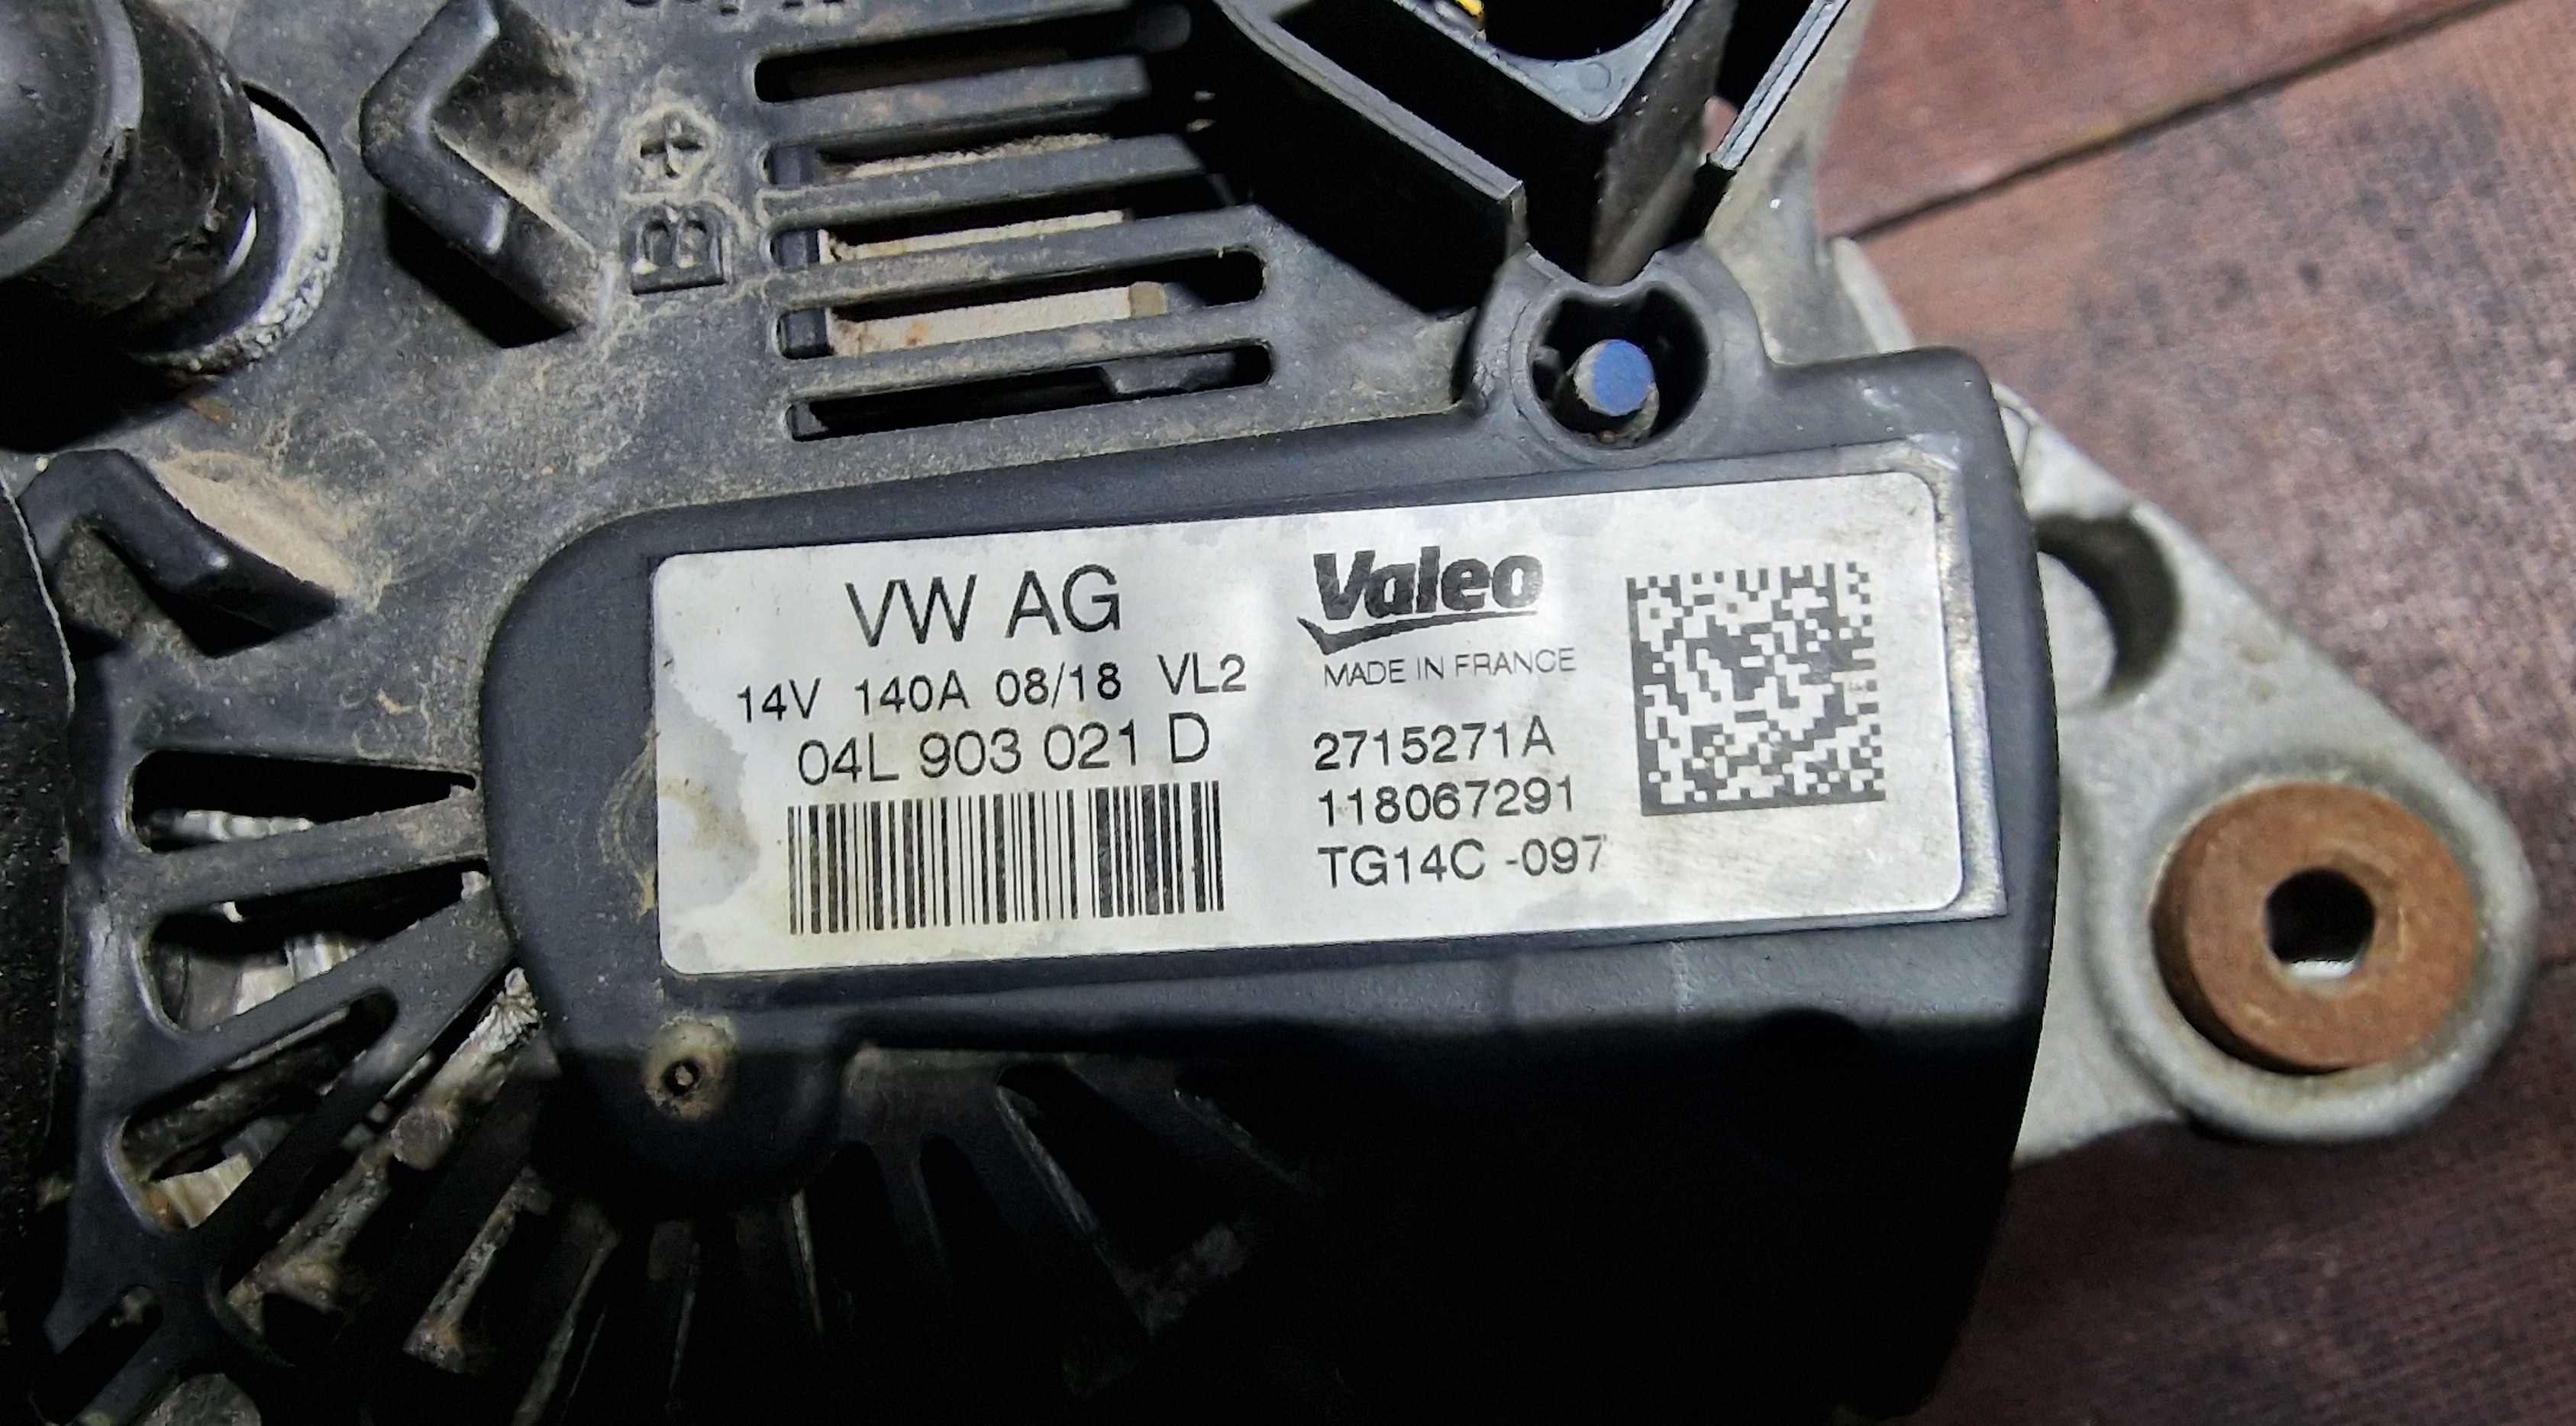 B+
VW AG
14V 140A 08/18 VL2
04L 903 021 D
Valeo
MADE IN FRANCE
2715271A
118067291
TG14C -097